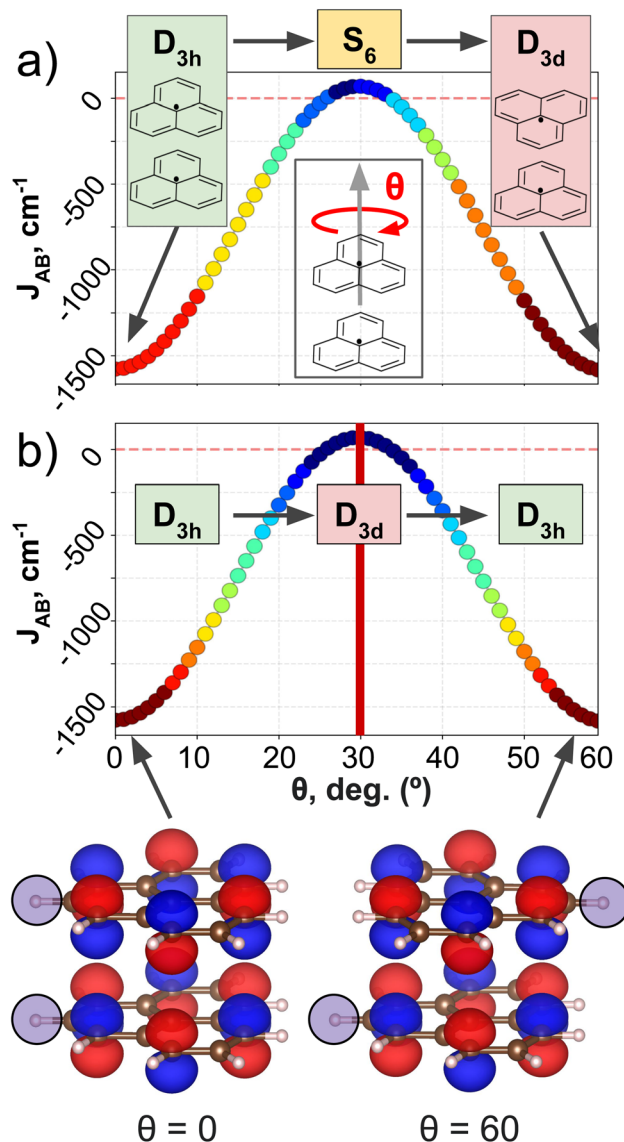 a)
D3h S6 D3d
0
-500
-1000
-1500
JAB, cm-1
θ
b)
0
-500
-1000
-1500
JAB, cm-1
D3h D3d D3h
0 10 20 30 40 50 60
θ, deg. (º)
θ = 0 θ = 60